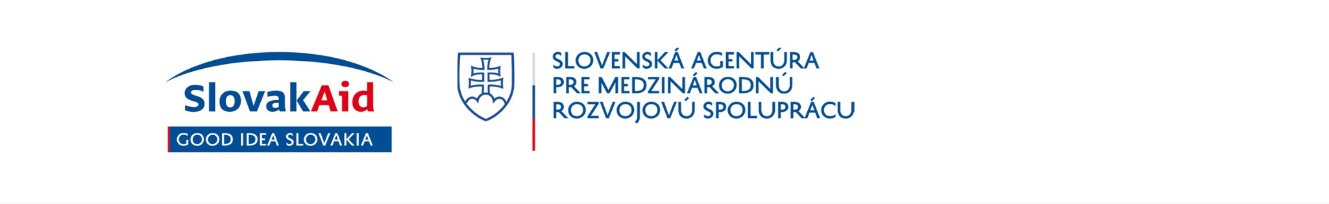 SlovakAid
GOOD IDEA SLOVAKIA
SLOVENSKÁ AGENTÚRA
PRE MEDZINÁRODNÚ
ROZVOJOVÚ SPOLUPRÁCU